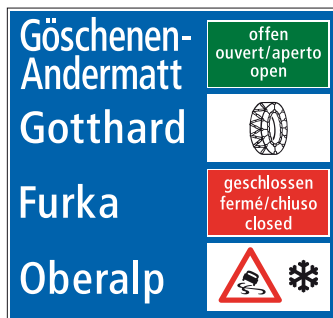 Göschenen-
Andermatt
offen
ouvert/aperto
open
Gotthard
Furka
geschlossen
fermé/chiuso
closed
Oberalp